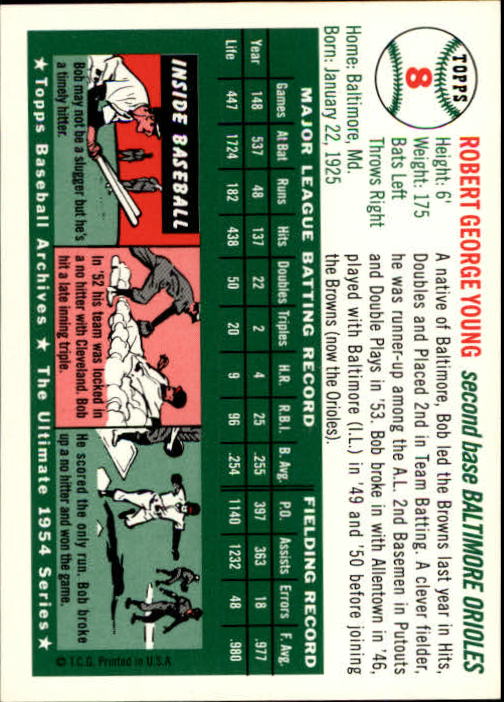 TOPPS
8
ROBERT GEORGE YOUNG second base BALTIMORE ORIOLES
Height: 6'
Weight: 175
Bats Left
Throws Right
Home: Baltimore, Md
Born: January 22, 1925
A native of Baltimore, Bob led the Browns last year in Hits,
Doubles and Placed 2nd in Team Batting. A clever fielder,
he was runner-up among the A.L. 2nd Basemen in Putouts
and Double Plays in '53. Bob broke in with Allentown in '46,
played with Baltimore (I.L.) in '49 and '50 before joining
the Browns (now the Orioles).
MAJOR LEAGUE BATTING RECORD FIELDING RECORD
Games At Bat Runs Hits Doubles Triples H.R. R.B.I. B. Avg. P.O. Assists Errors F. Avg.
Year 148 537 48 137 22 2 4 25 .255 397 363 18 .977
Life 447 1724 182 438 50 20 9 96 .254 1140 1232 48 .980
INSIDE BASEBALL
Bob may not be a slugger but he's
a timely hitter.
In '52 his team was locked in
a no hitter with Cleveland. Bob
hit a late inning triple.
He scored the only run. Bob broke
up a no hitter and won the game.
★ Topps Baseball Archives ★ The Ultimate 1954 Series ★
© T.C.G. Printed in U.S.A